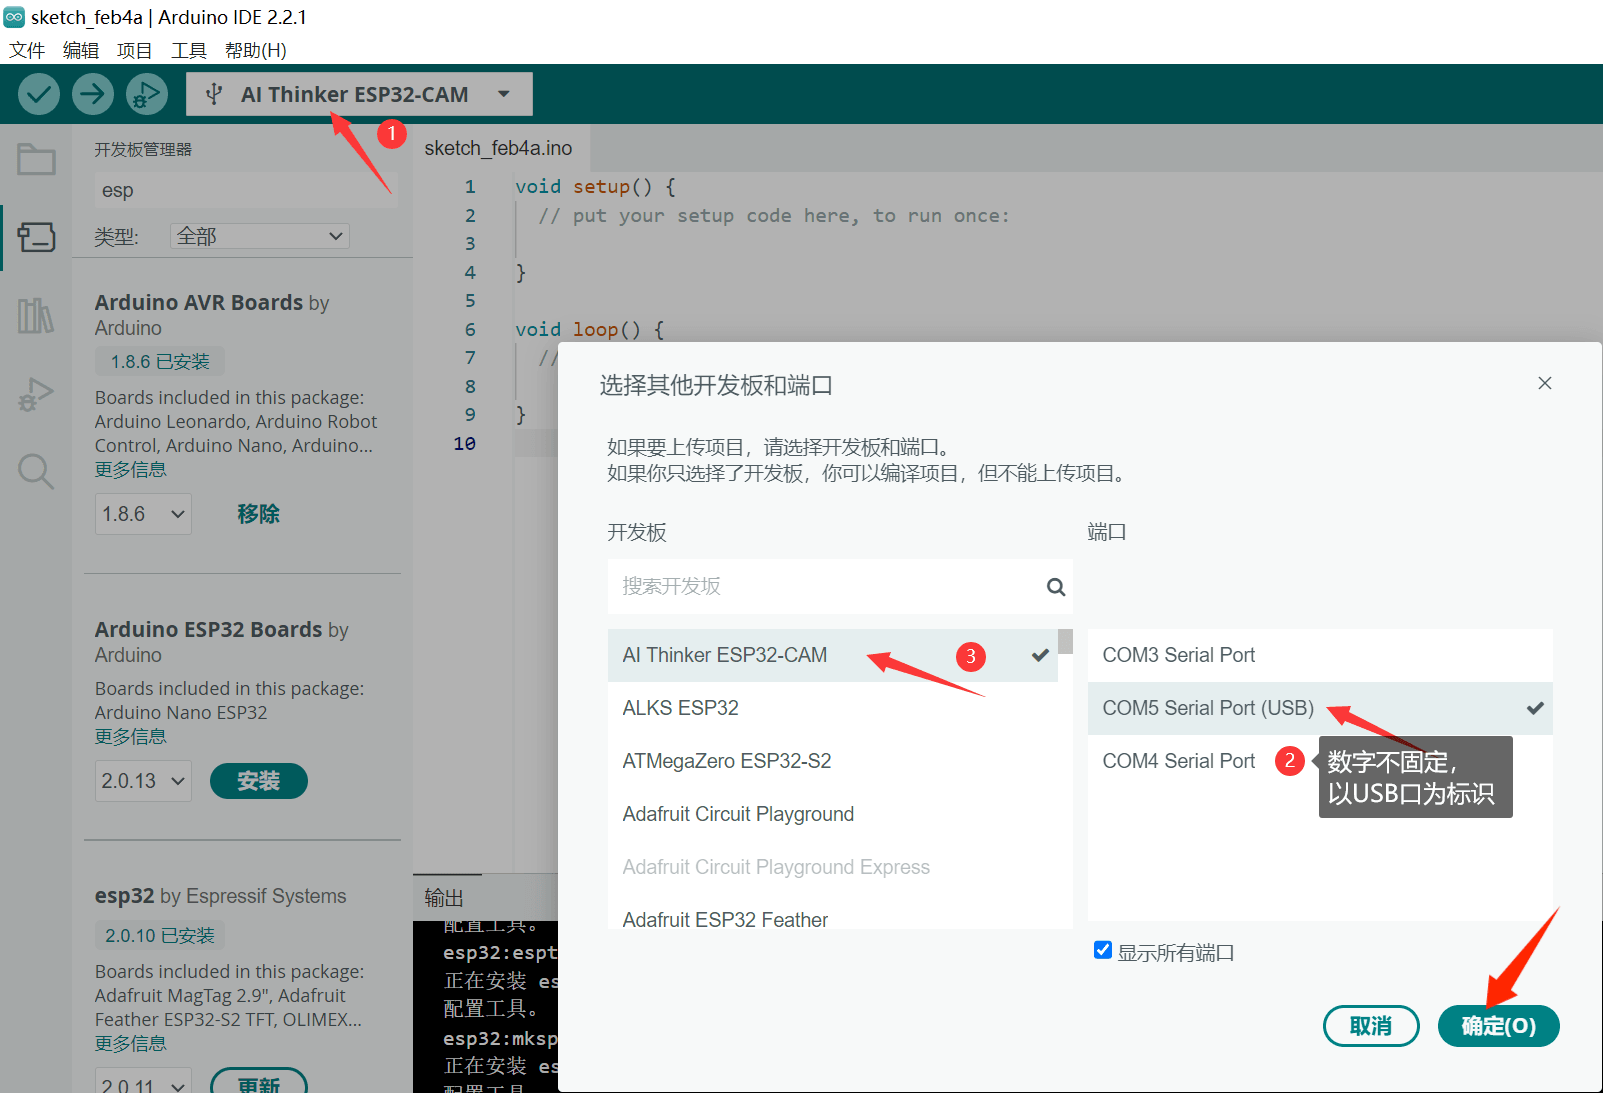 sketch_feb4a | Arduino IDE 2.2.1
文件 编辑 项目 工具 帮助(H)
AI Thinker ESP32-CAM
1
开发板管理器
esp
类型: 全部
Arduino AVR Boards by
Arduino
1.8.6 已安装
Boards included in this package:
Arduino Leonardo, Arduino Robot
Control, Arduino Nano, Arduino...
更多信息
1.8.6 移除
Arduino ESP32 Boards by
Arduino
Boards included in this package:
Arduino Nano ESP32
更多信息
2.0.13 安装
esp32 by Espressif Systems
2.0.10 已安装
Boards included in this package:
Adafruit MagTag 2.9", Adafruit
Feather ESP32-S2 TFT, OLIMEX...
更多信息
2.0.11 更新
sketch_feb4a.ino
1 void setup() {
2 // put your setup code here, to run once:
3
4 }
5
6 void loop() {
7 //
8
9 }
10
输出
配置工具。
esp32:espt
正在安装 es
配置工具。
esp32:mksp
正在安装 es
配置工具
选择其他开发板和端口
如果要上传项目，请选择开发板和端口。
如果你只选择了开发板，你可以编译项目，但不能上传项目。
开发板
搜索开发坂
AI Thinker ESP32-CAM
3
ALKS ESP32
ATMegaZero ESP32-S2
Adafruit Circuit Playground
Adafruit Circuit Playground Express
Adafruit ESP32 Feather
端口
COM3 Serial Port
COM5 Serial Port (USB)
COM4 Serial Port
2
数字不固定，
以USB口为标识
显示所有端口
取消 确定(O)